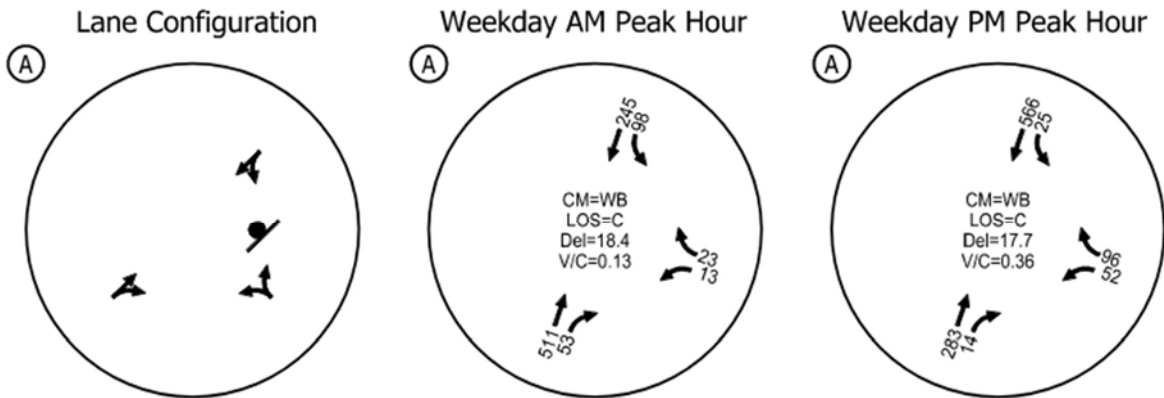 Lane Configuration
A
Weekday AM Peak Hour
A
245
98
CM=WB
LOS=C
Del=18.4
V/C=0.13
23
13
511
53
Weekday PM Peak Hour
A
566
25
CM=WB
LOS=C
Del=17.7
V/C=0.36
96
52
283
14